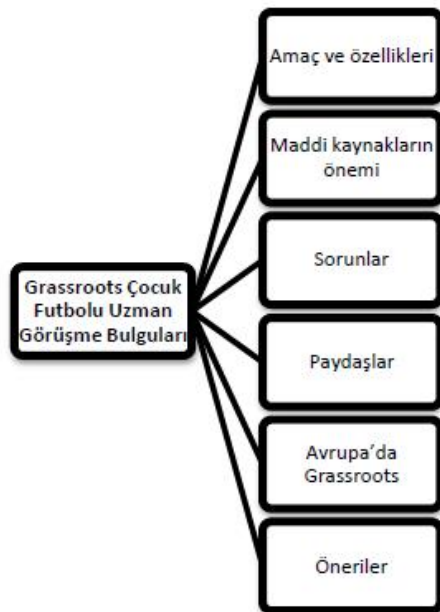 Amaç ve özellikleri
Maddi kaynakların
önemi
Sorunlar
Grassroots Çocuk
Futbolu Uzman
Görüşme Bulguları
Paydaşlar
Avrupa’da
Grassroots
Öneriler